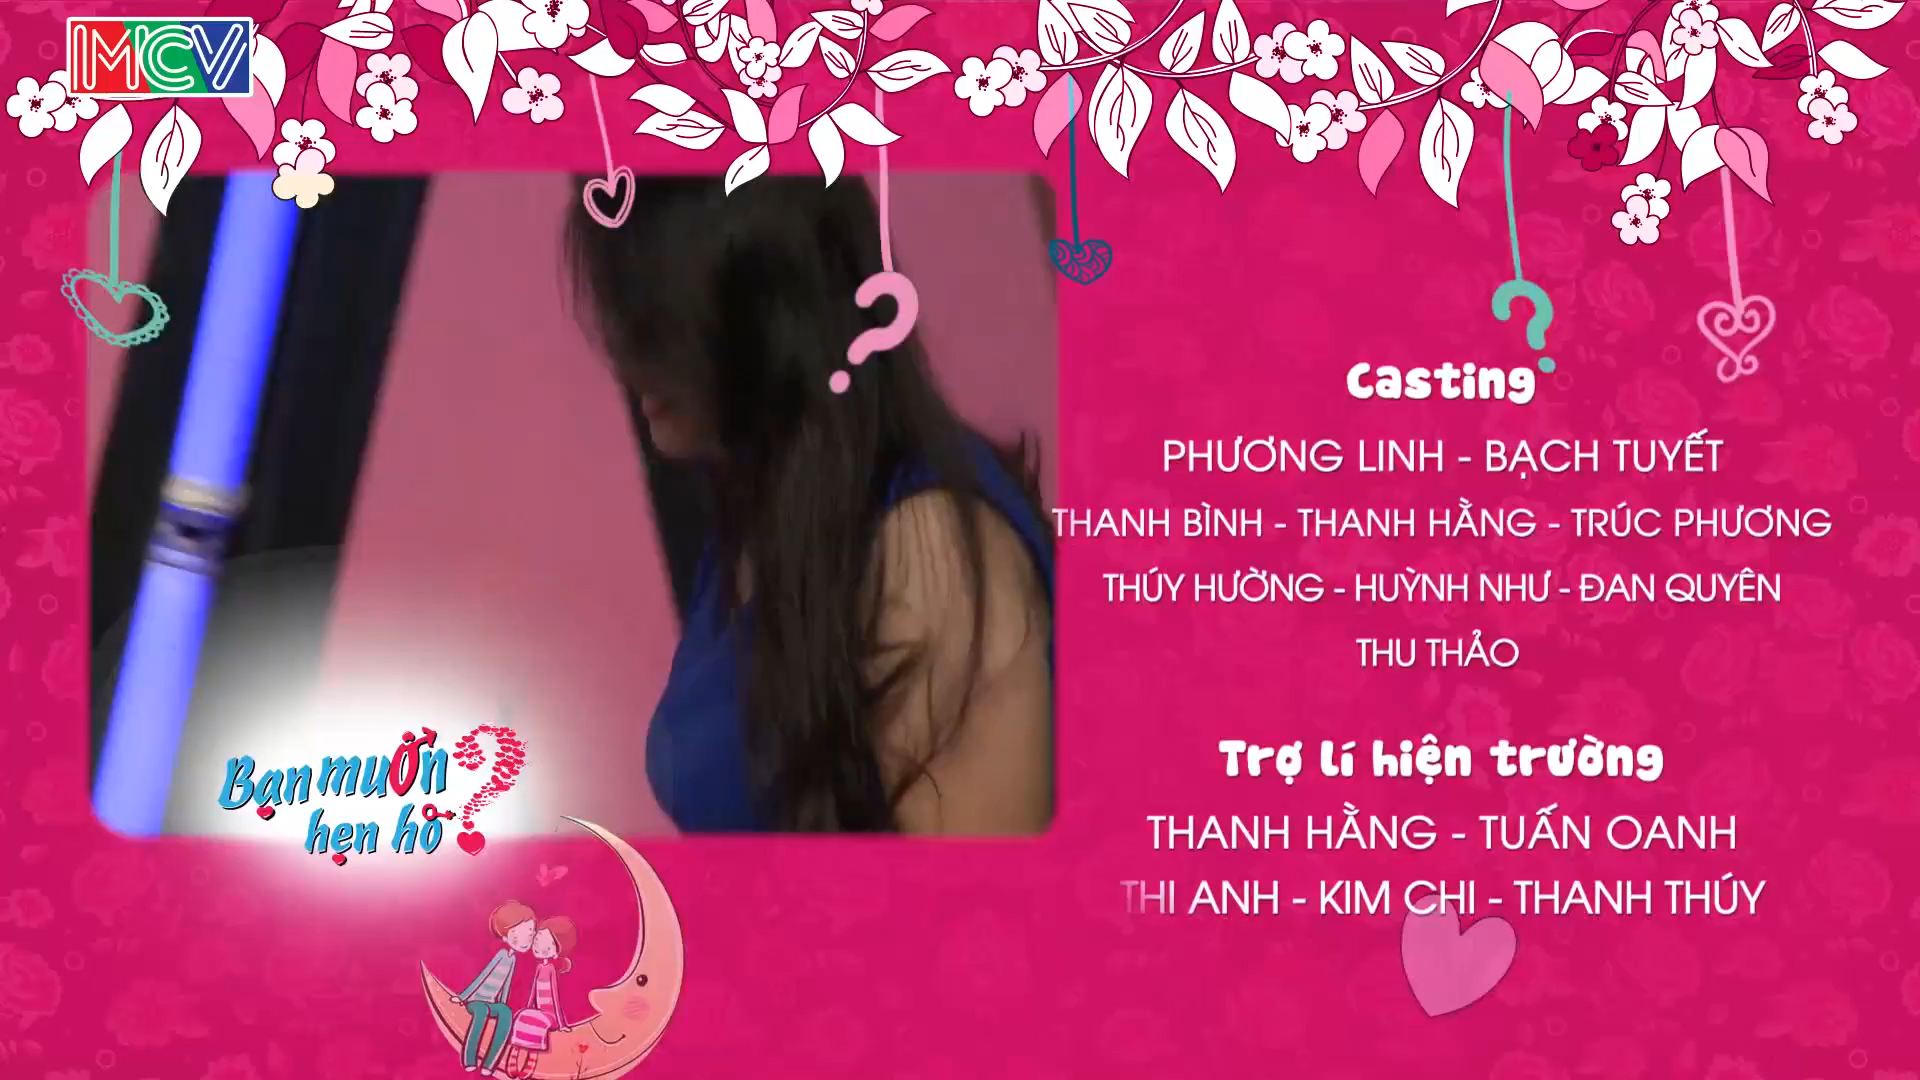 MCV
Casting
PHƯƠNG LINH - BẠCH TUYẾT
THANH BÌNH - THANH HẰNG - TRÚC PHƯƠNG
THÚY HƯỜNG - HUỲNH NHƯ - ĐAN QUYÊN
THU THẢO
Trợ lí hiện trường
THANH HẰNG - TUẤN OANH
THI ANH - KIM CHI - THANH THÚY
Bạn muốn
hẹn hò?